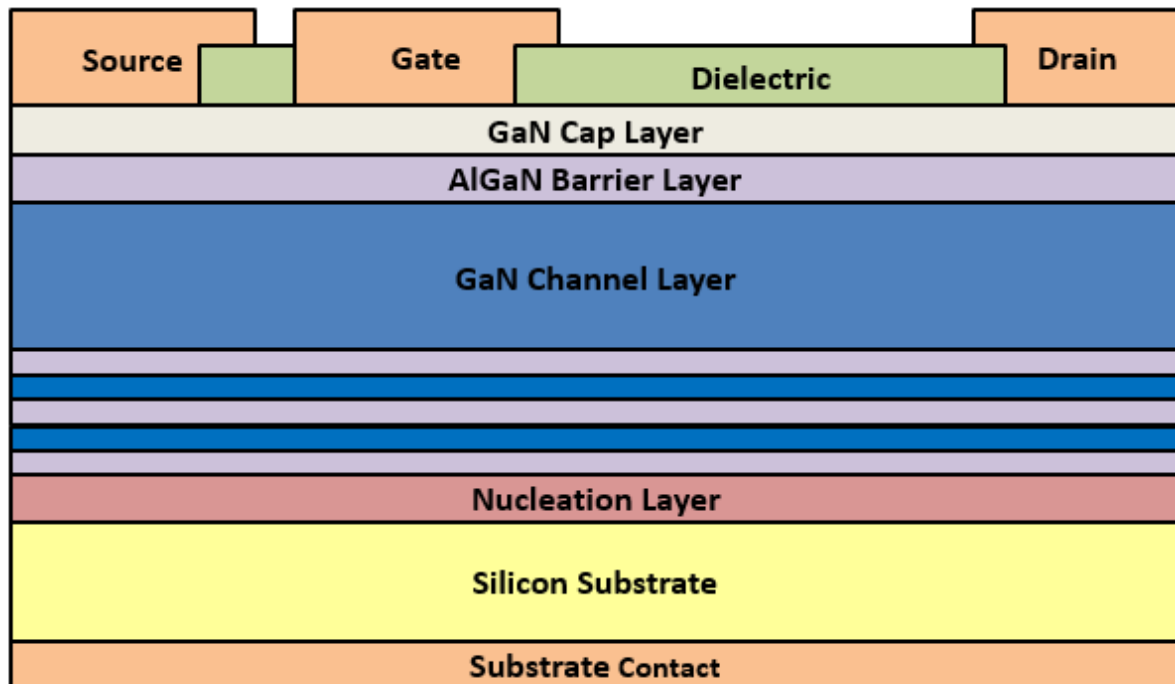 Source
Gate
Dielectric
Drain
GaN Cap Layer
AlGaN Barrier Layer
GaN Channel Layer
Nucleation Layer
Silicon Substrate
Substrate Contact